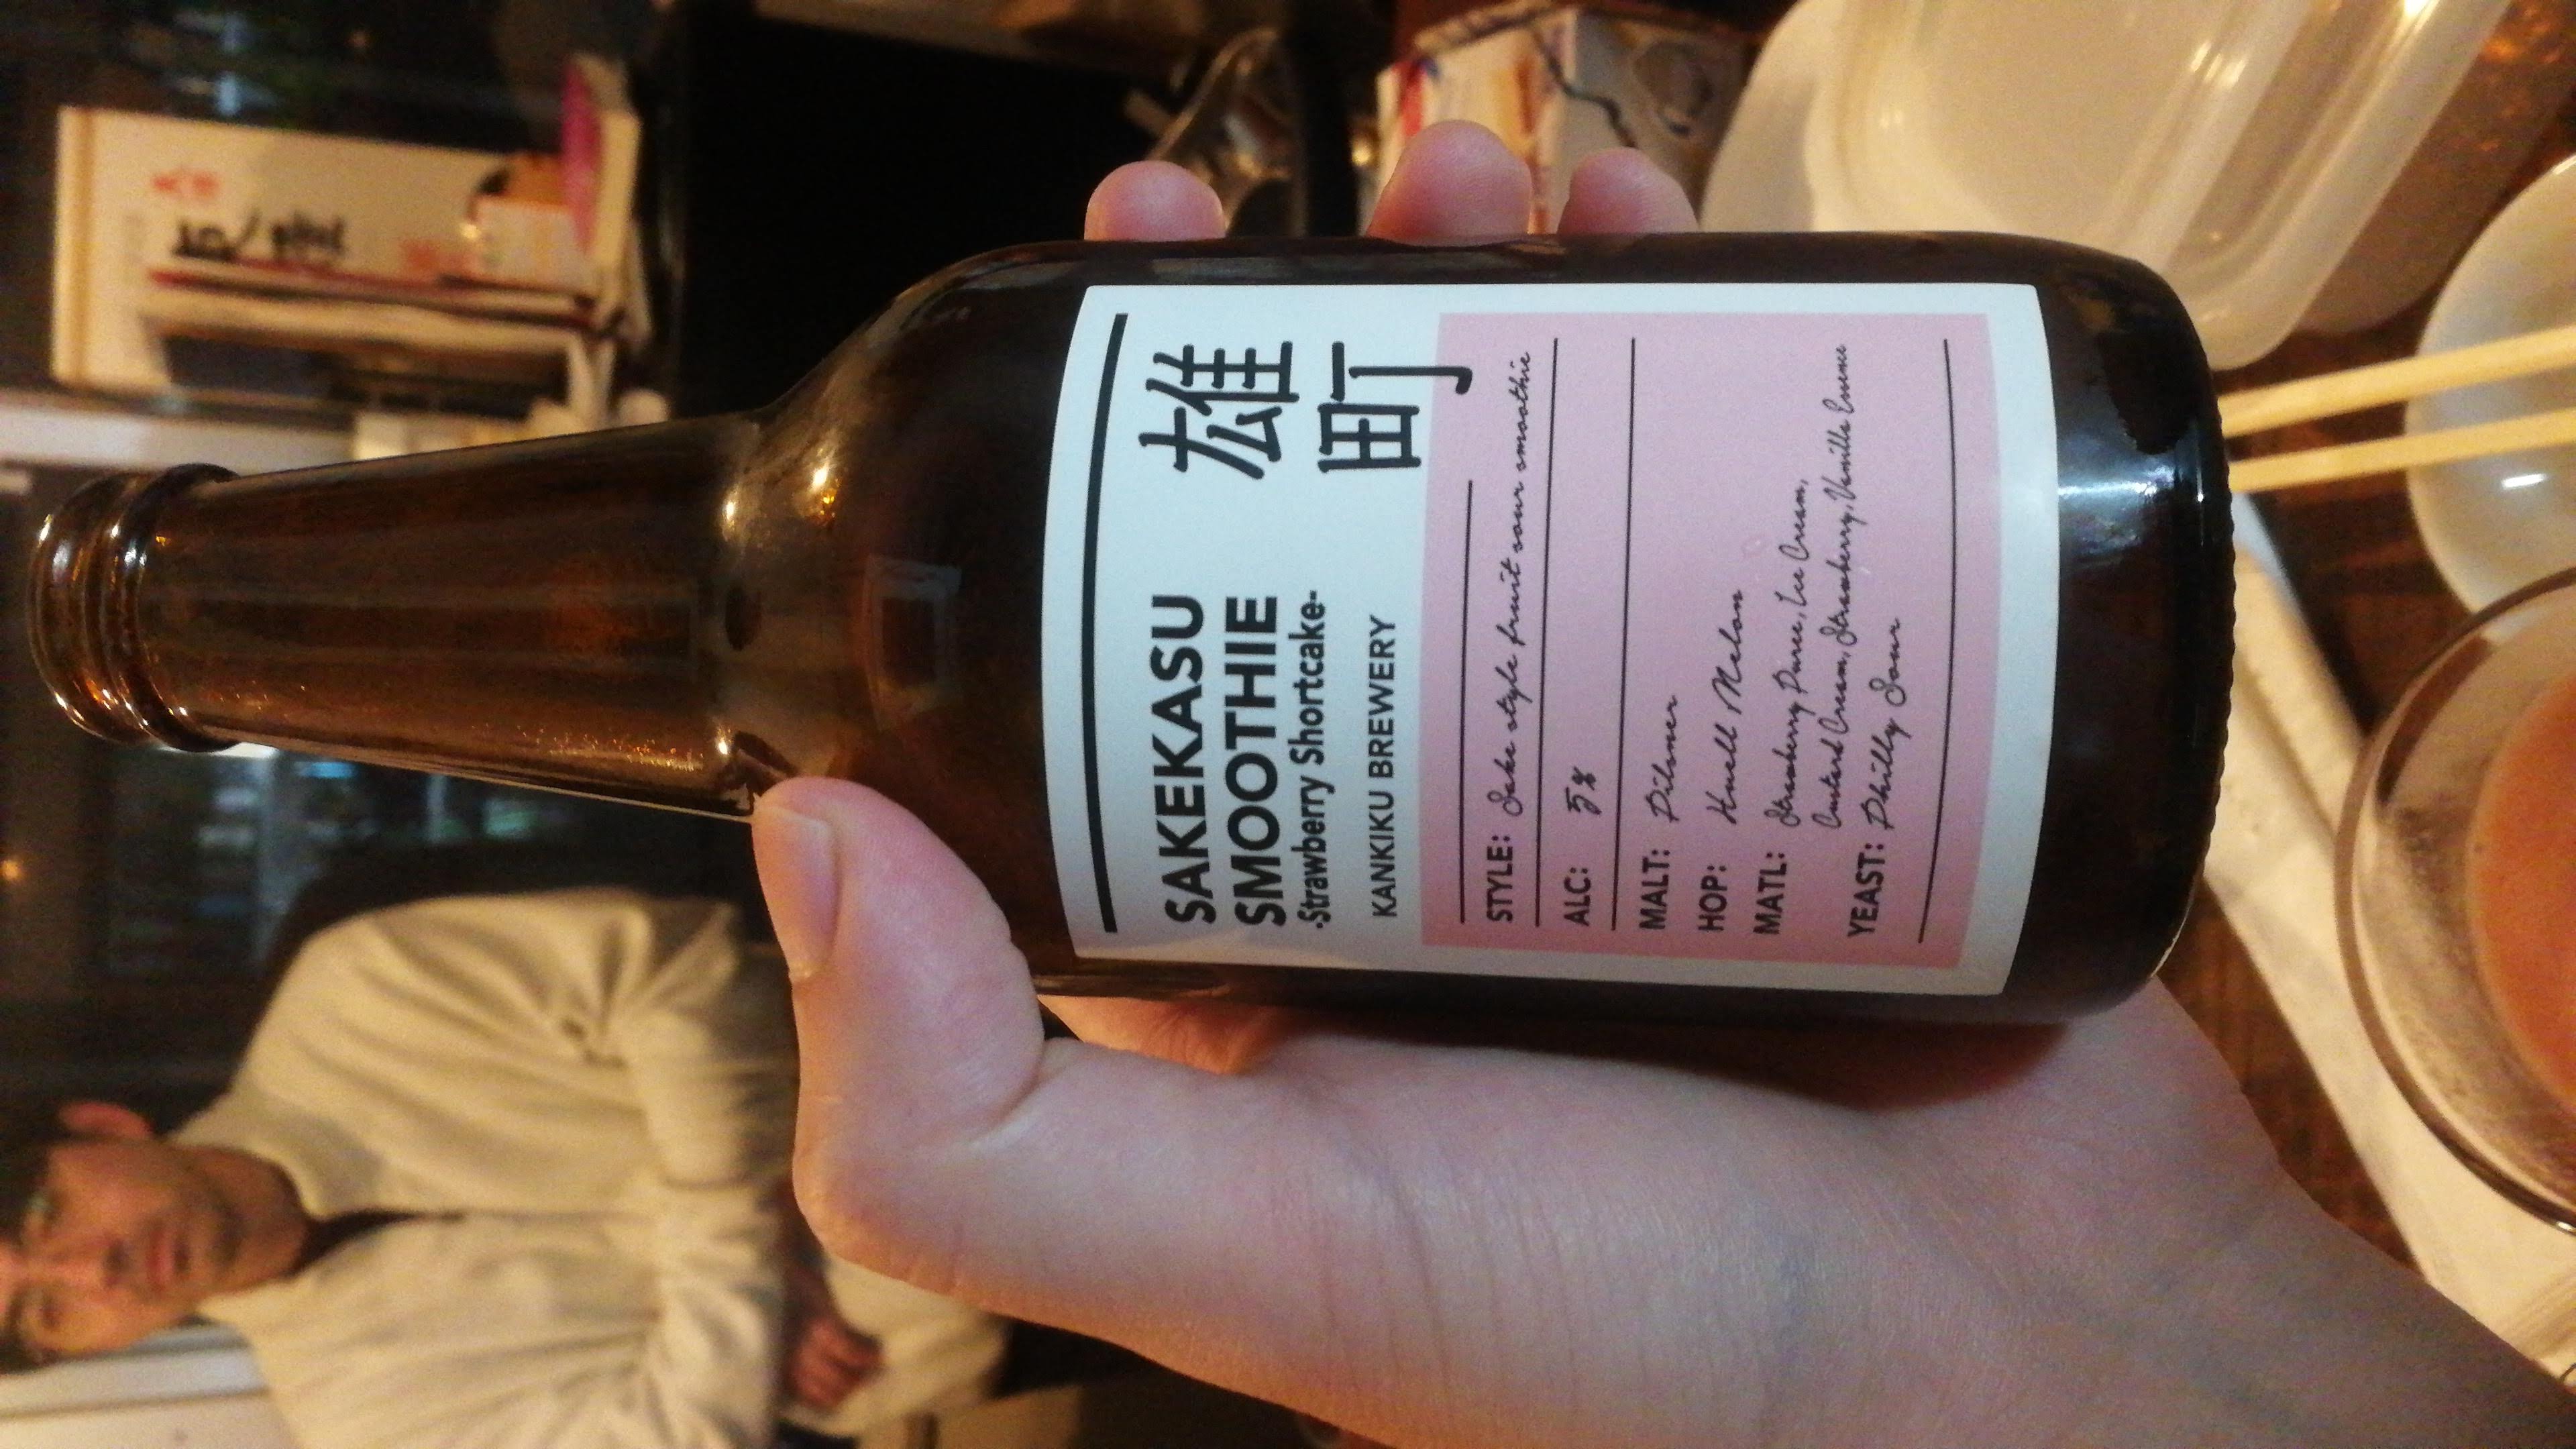 SAKEKASU
SMOOTHIE
-Strawberry Shortcake-
雄町
KANKIKU BREWERY
STYLE: Sake style fruit sour smoothie
ALC: 5%
MALT: Pilsner
HOP: Huell Melon
MATL: Strawberry Puree, Ice Cream,
Custard Cream, Strawberry, Vanilla Essence
YEAST: Philly Sour